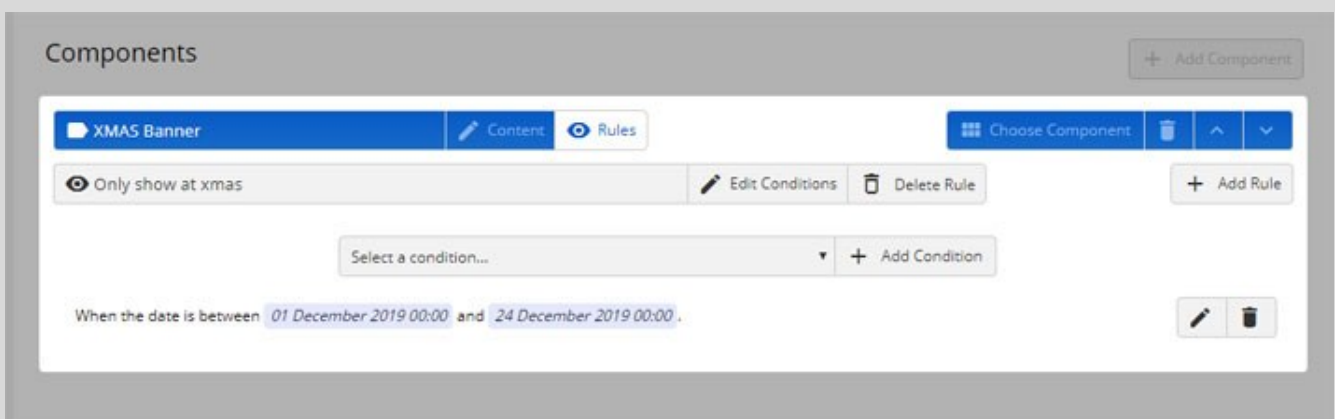 Components
+ Add Component
XMAS Banner Content Rules Choose Component
Only show at xmas Edit Conditions Delete Rule + Add Rule
Select a condition... + Add Condition
When the date is between 01 December 2019 00:00 and 24 December 2019 00:00 .